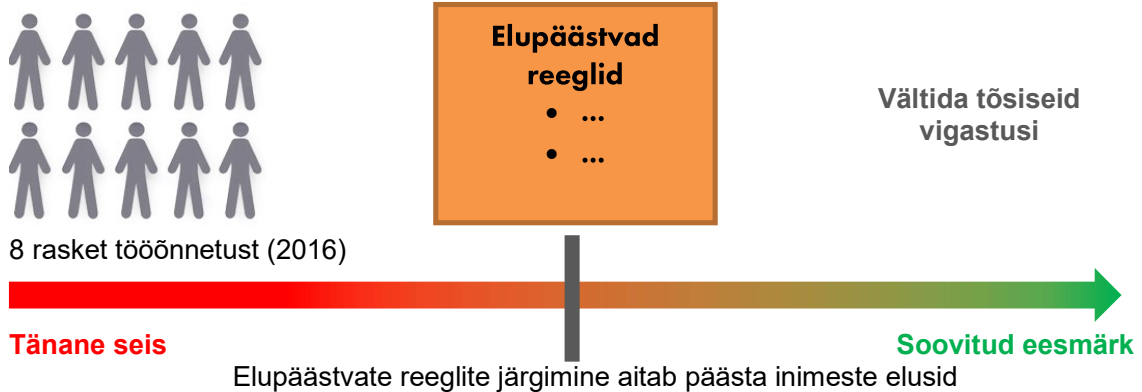 Elupäästvad
reeglid
• ...
• ...
Vältida tõsiseid
vigastusi
8 rasket tööõnnetust (2016)
Tänane seis
Soovitud eesmärk
Elupäästvate reeglite järgimine aitab päästa inimeste elusid